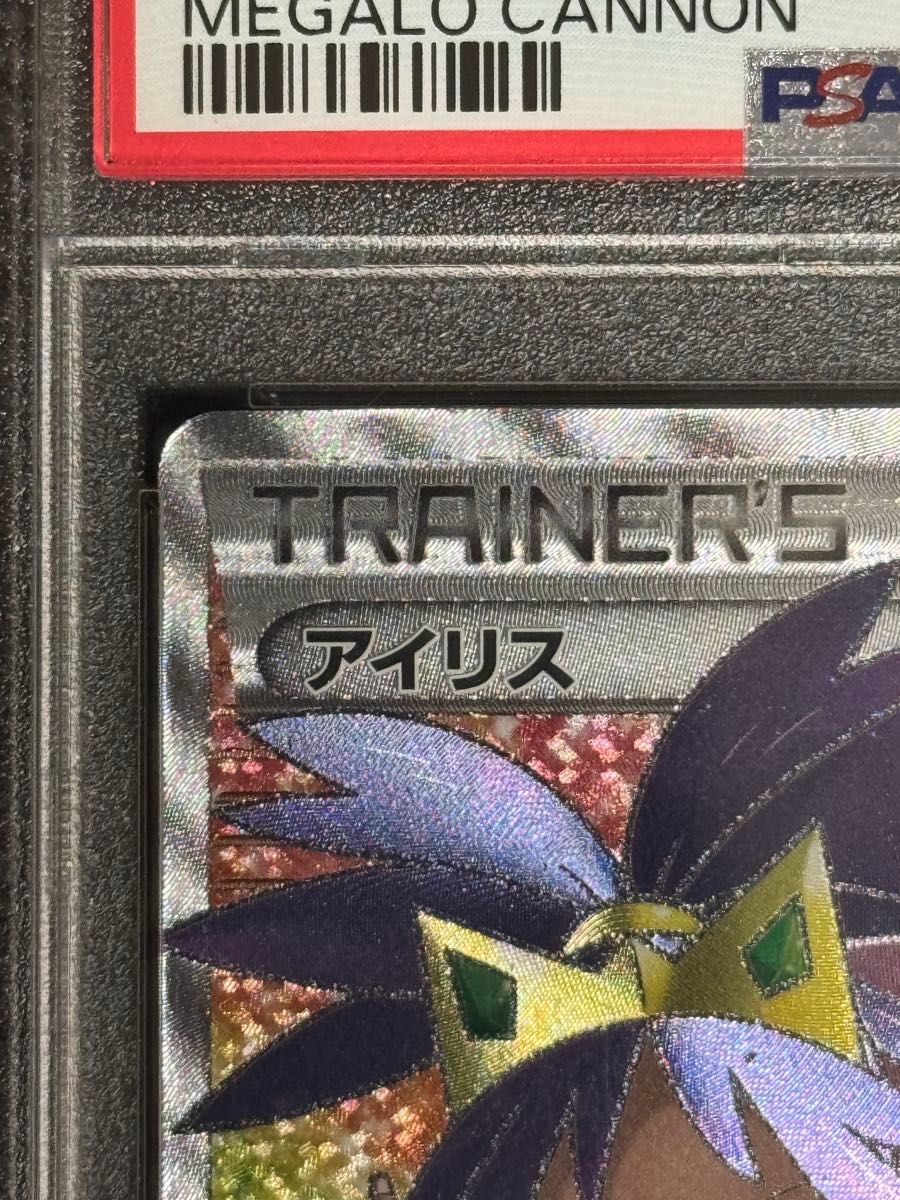 MEGALO CANNON
PSA
TRAINER'S
アイリス